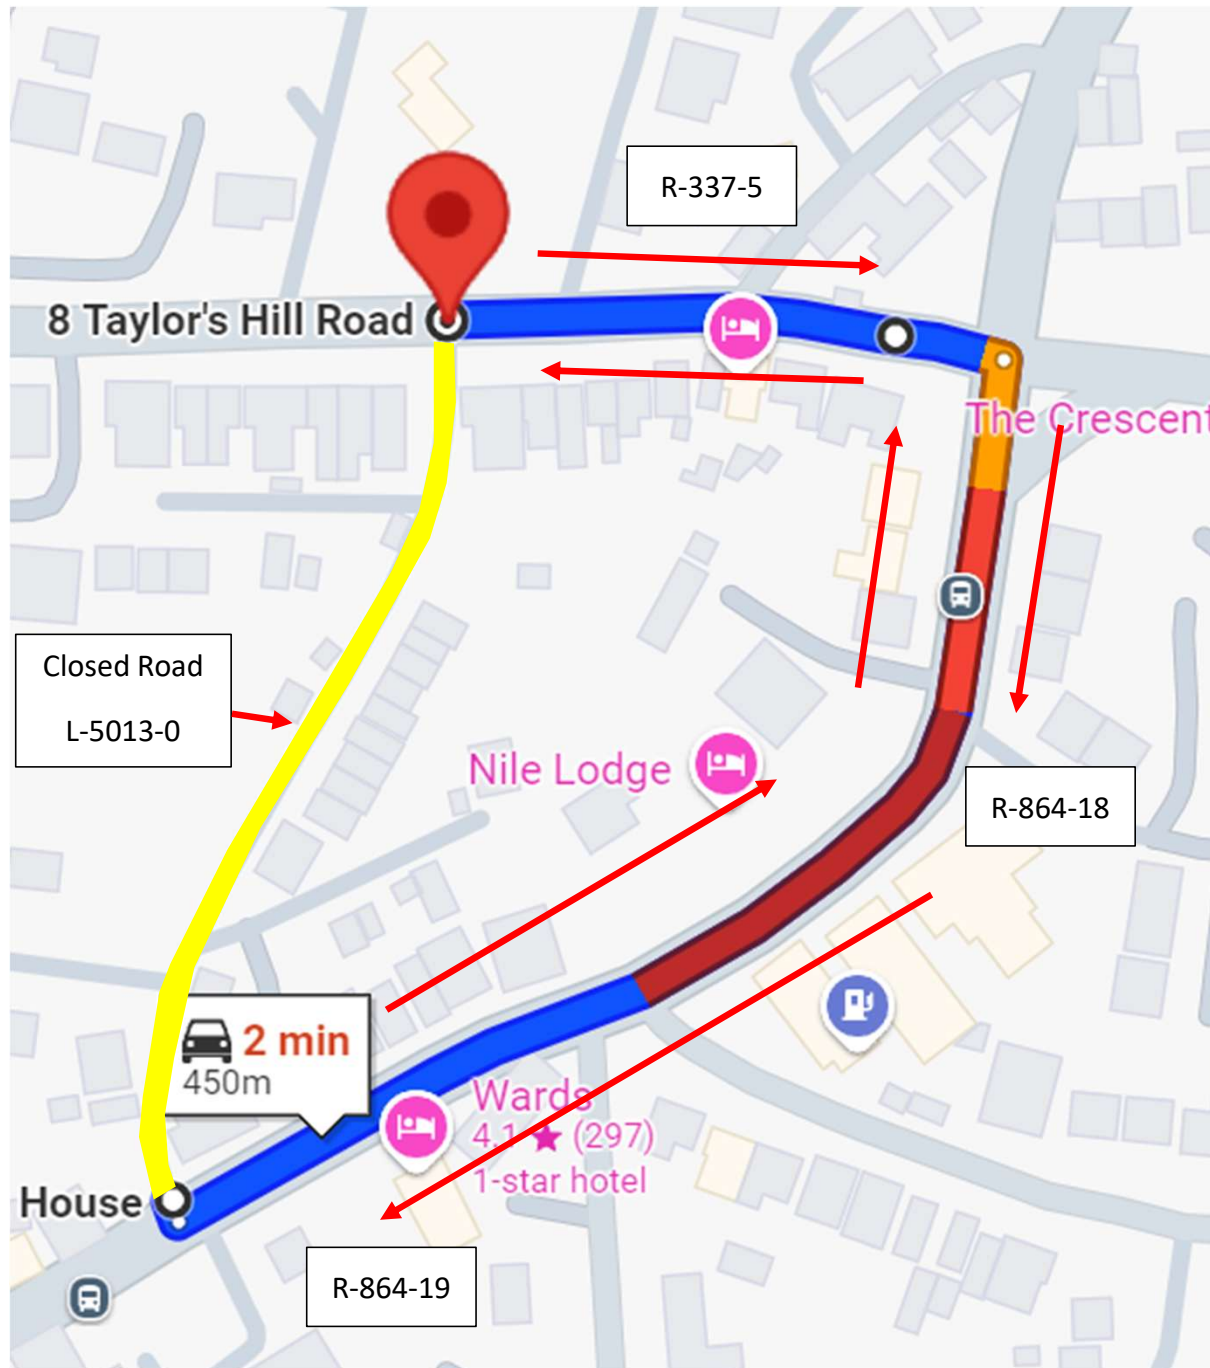 R-337-5
8 Taylor's Hill Road
The Crescent
Closed Road
L-5013-0
Nile Lodge
R-864-18
2 min
450m
Wards
4.1 ★ (297)
1-star hotel
House
R-864-19